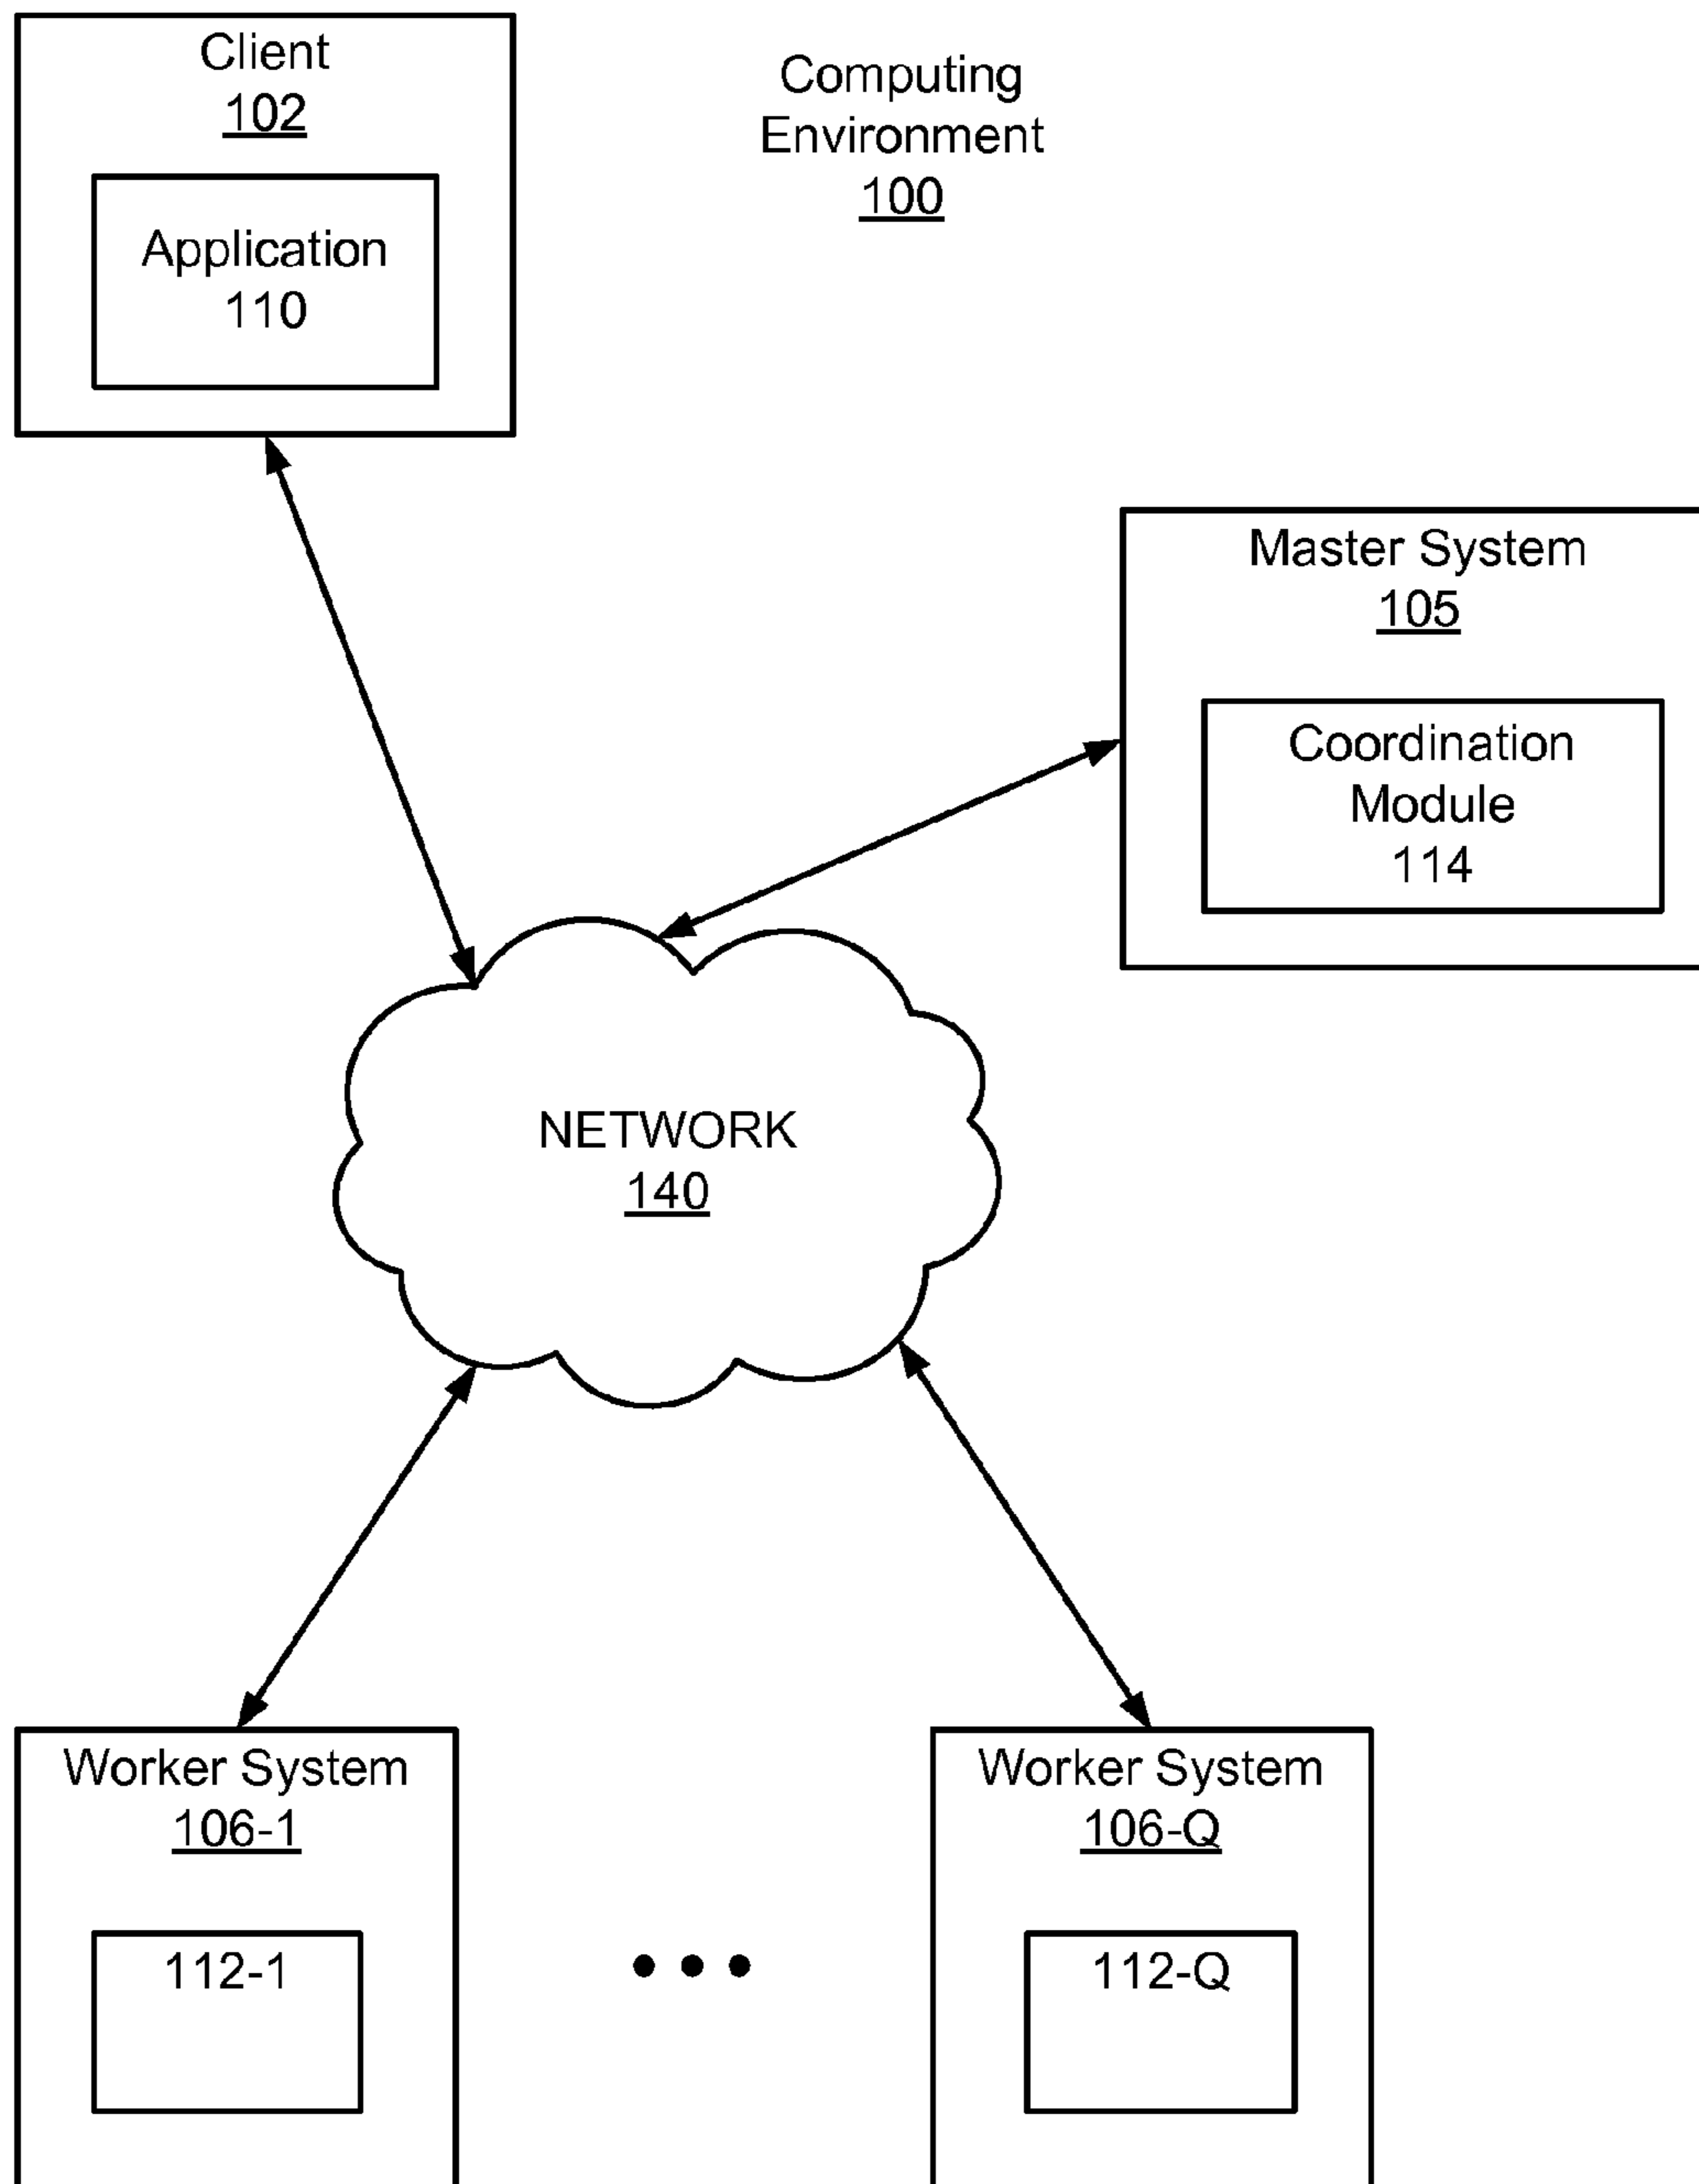 Client
102
Application
110
Computing
Environment
100
Master System
105
Coordination
Module
114
NETWORK
140
Worker System
106-1
112-1
Worker System
106-Q
112-Q